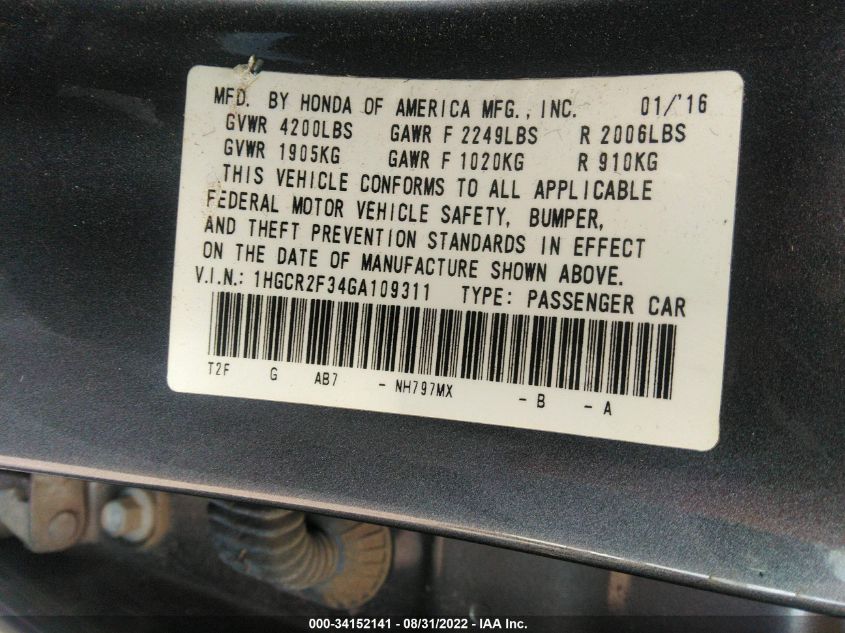 MFD. BY HONDA OF AMERICA MFG., INC. 01/'16
GVWR 4200LBS GAWR F 2249LBS R 2006LBS
GVWR 1905KG GAWR F 1020KG R 910KG
THIS VEHICLE CONFORMS TO ALL APPLICABLE
FEDERAL MOTOR VEHICLE SAFETY, BUMPER,
AND THEFT PREVENTION STANDARDS IN EFFECT
ON THE DATE OF MANUFACTURE SHOWN ABOVE.
V.I.N.: 1HGCR2F34GA109311 TYPE: PASSENGER CAR
T2F G AB7 - NH797MX - B - A
000-34152141 - 08/31/2022 - IAA Inc.